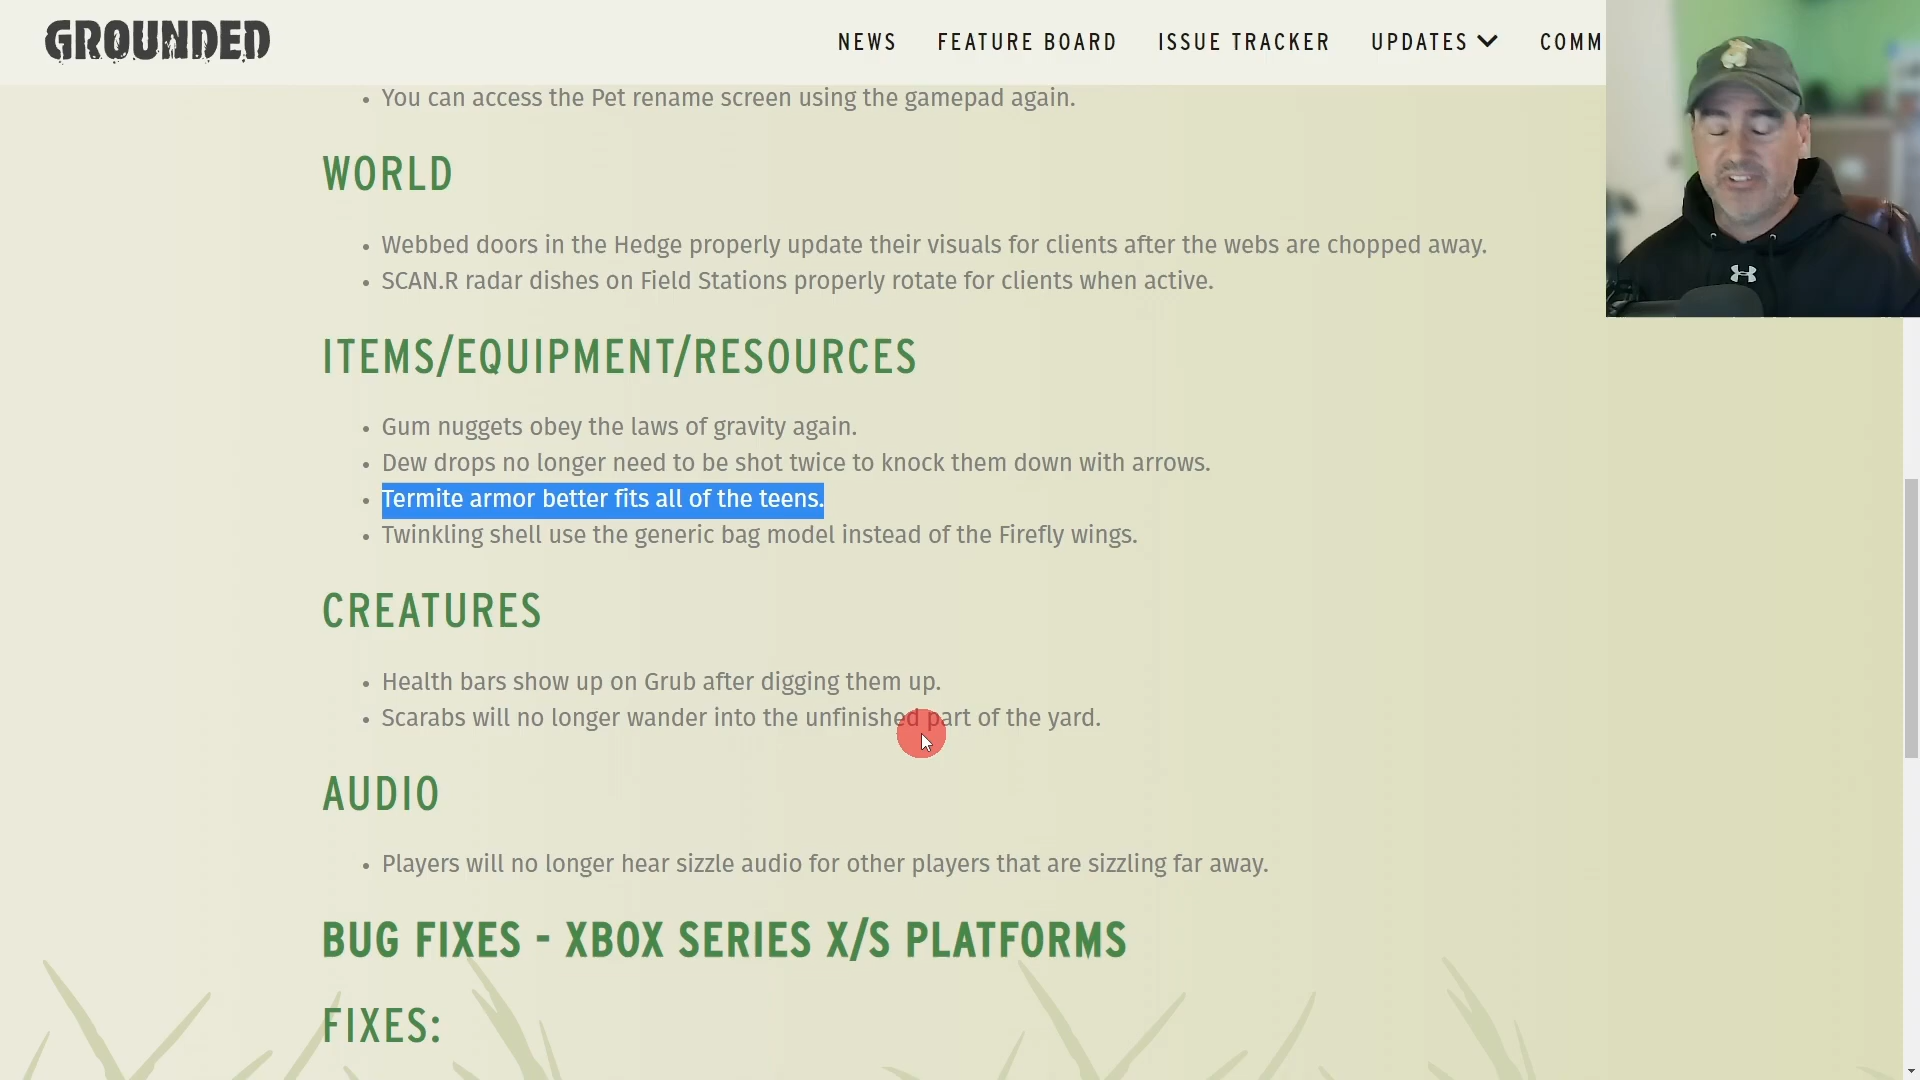 GROUNDED
NEWS FEATURE BOARD ISSUE TRACKER UPDATES COMM
You can access the Pet rename screen using the gamepad again.
WORLD
Webbed doors in the Hedge properly update their visuals for clients after the webs are chopped away.
SCAN.R radar dishes on Field Stations properly rotate for clients when active.
ITEMS/EQUIPMENT/RESOURCES
Gum nuggets obey the laws of gravity again.
Dew drops no longer need to be shot twice to knock them down with arrows.
Termite armor better fits all of the teens.
Twinkling shell use the generic bag model instead of the Firefly wings.
CREATURES
Health bars show up on Grub after digging them up.
Scarabs will no longer wander into the unfinished part of the yard.
AUDIO
Players will no longer hear sizzle audio for other players that are sizzling far away.
BUG FIXES - XBOX SERIES X/S PLATFORMS
FIXES: